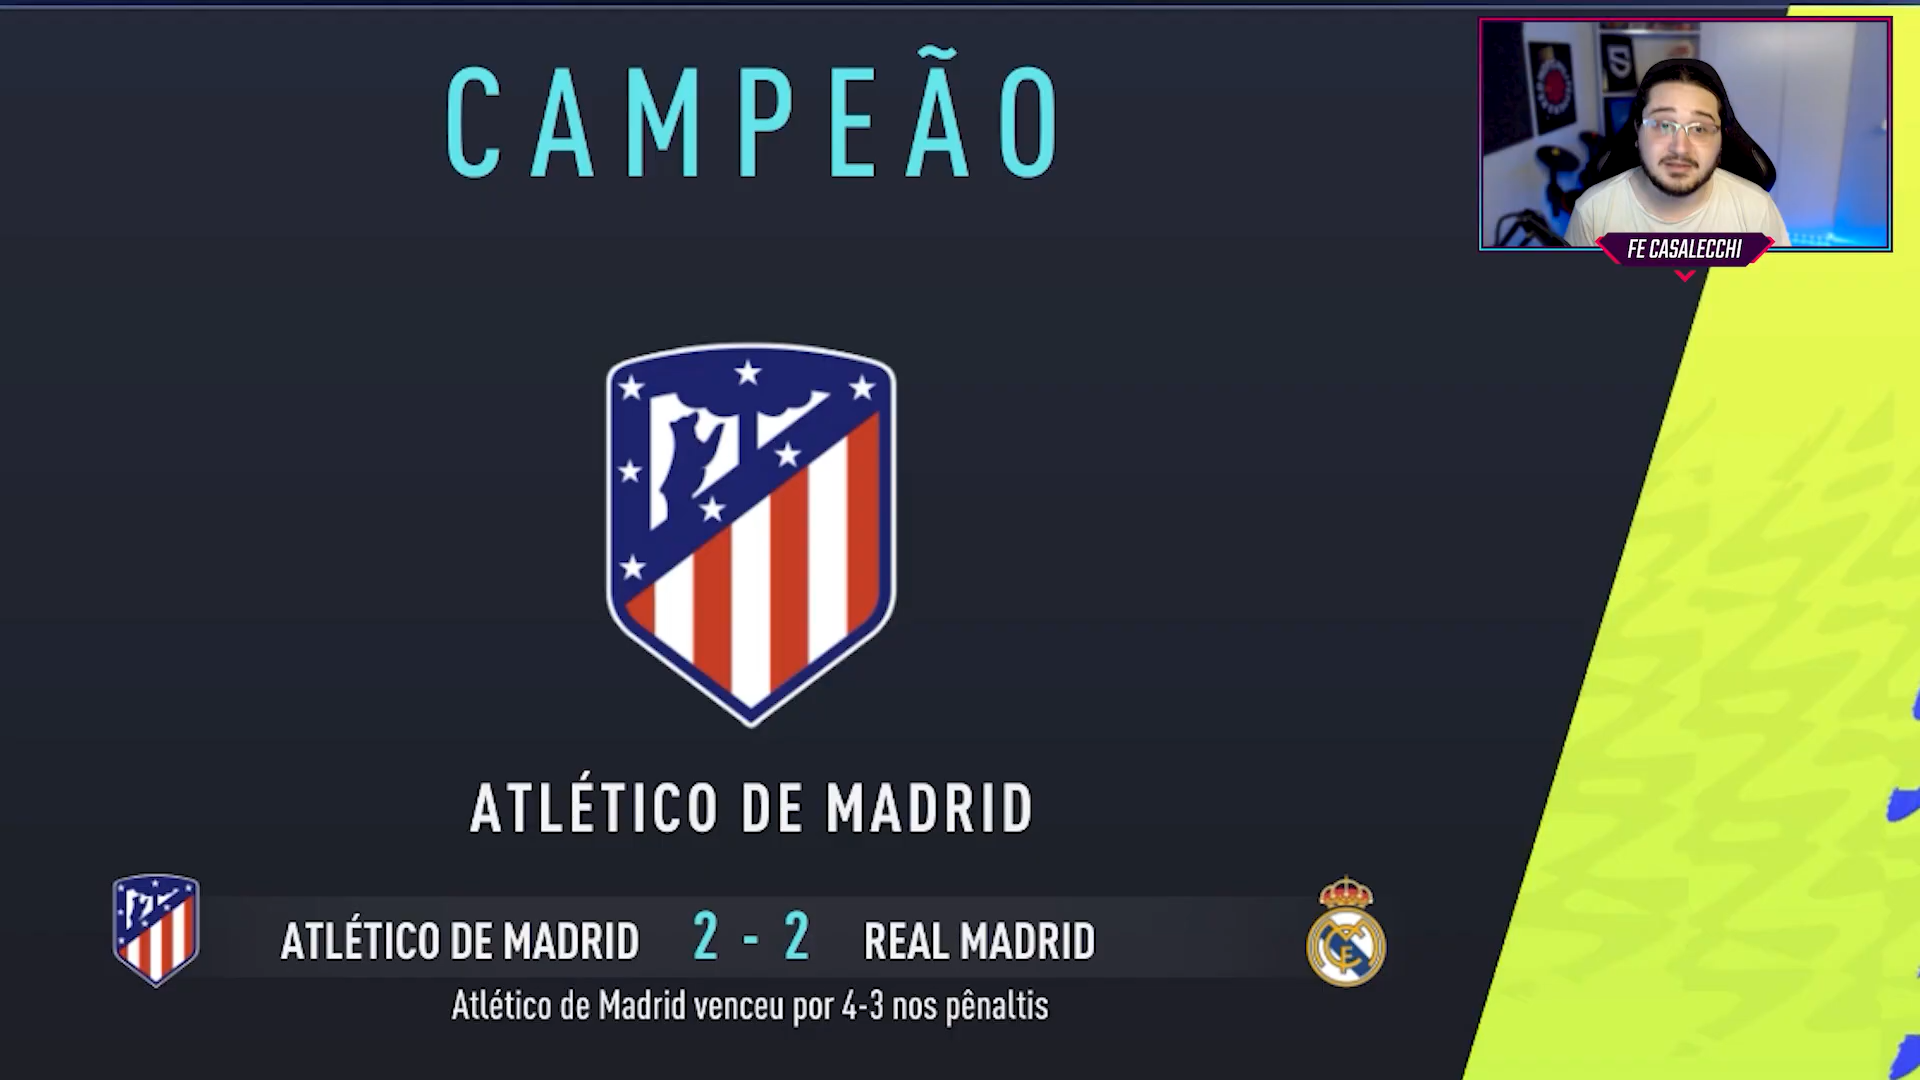 CAMPEÃO
FE CASALECCHI
ATLÉTICO DE MADRID
ATLÉTICO DE MADRID 2 - 2 REAL MADRID
Atlético de Madrid venceu por 4-3 nos pênaltis